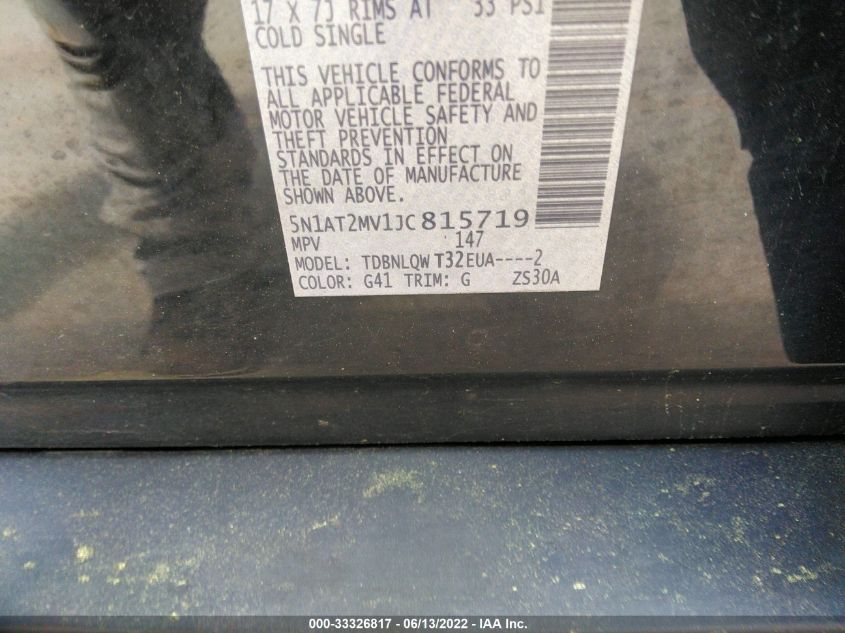 17 X 7J RIMS AT 33 PSI
COLD SINGLE
THIS VEHICLE CONFORMS TO
ALL APPLICABLE FEDERAL
MOTOR VEHICLE SAFETY AND
THEFT PREVENTION
STANDARDS IN EFFECT ON
THE DATE OF MANUFACTURE
SHOWN ABOVE.
5N1AT2MV1JC815719
MPV 147
MODEL: TDBNLQW T32EUA----2
COLOR: G41 TRIM: G ZS30A
000-33326817 - 06/13/2022 - IAA Inc.